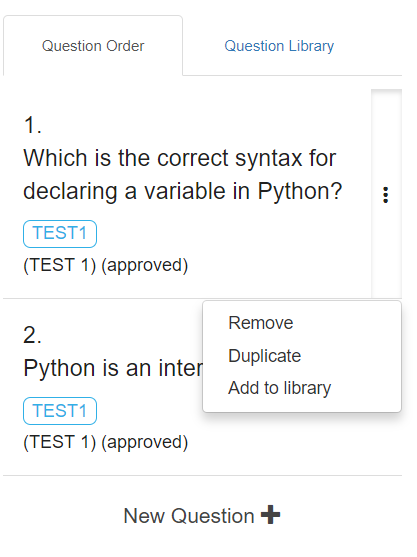 Question Order
Question Library
1.
Which is the correct syntax for
declaring a variable in Python?
TEST1
(TEST 1) (approved)
Remove
Duplicate
Add to library
2.
Python is an inter
TEST1
(TEST 1) (approved)
New Question